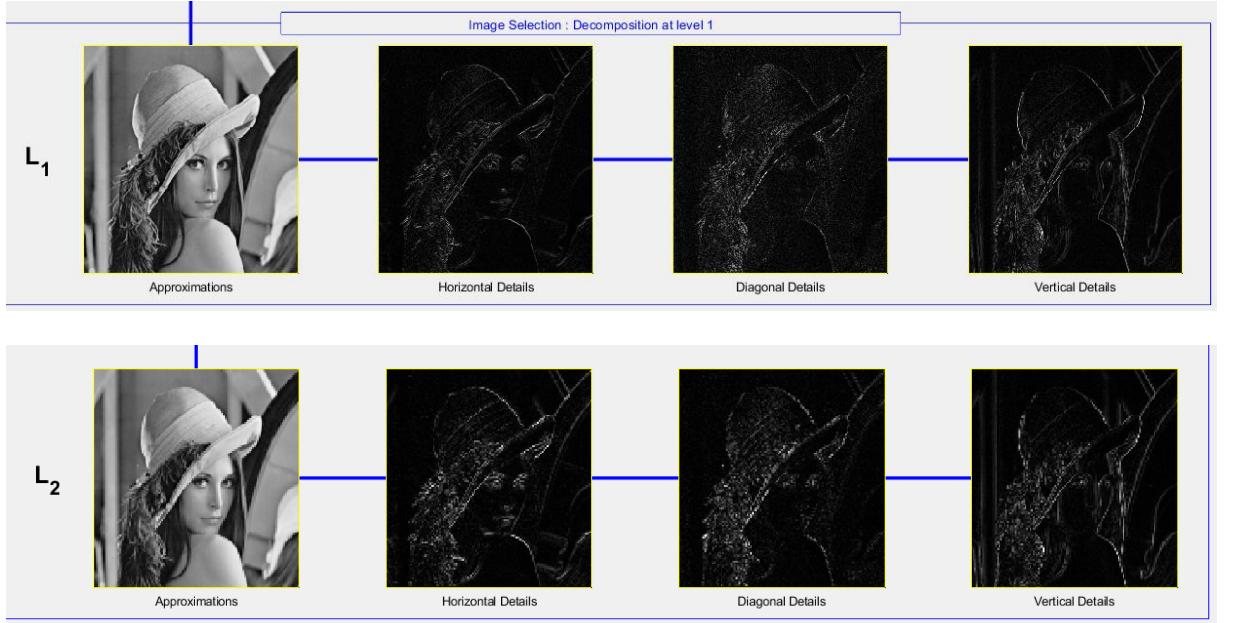 Image Selection : Decomposition at level 1
L1
Approximations Horizontal Details Diagonal Details Vertical Details
L2
Approximations Horizontal Details Diagonal Details Vertical Details